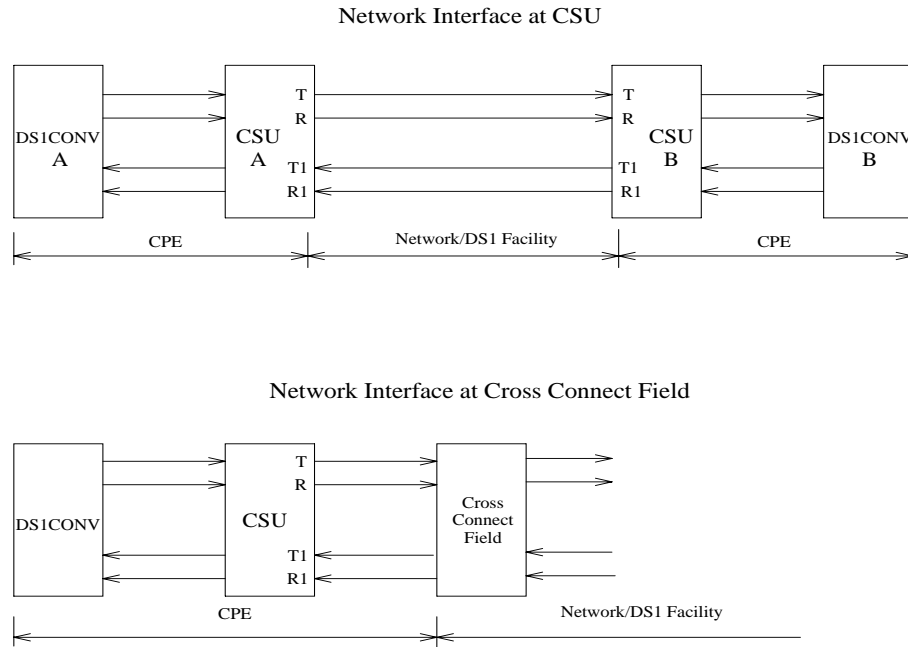 Network Interface at CSU
DS1CONV
A
CSU
A
T
R
T1
R1
T
R
T1
R1
CSU
B
DS1CONV
B
CPE
Network/DS1 Facility
CPE
Network Interface at Cross Connect Field
DS1CONV
CSU
T
R
T1
R1
Cross
Connect
Field
CPE
Network/DS1 Facility